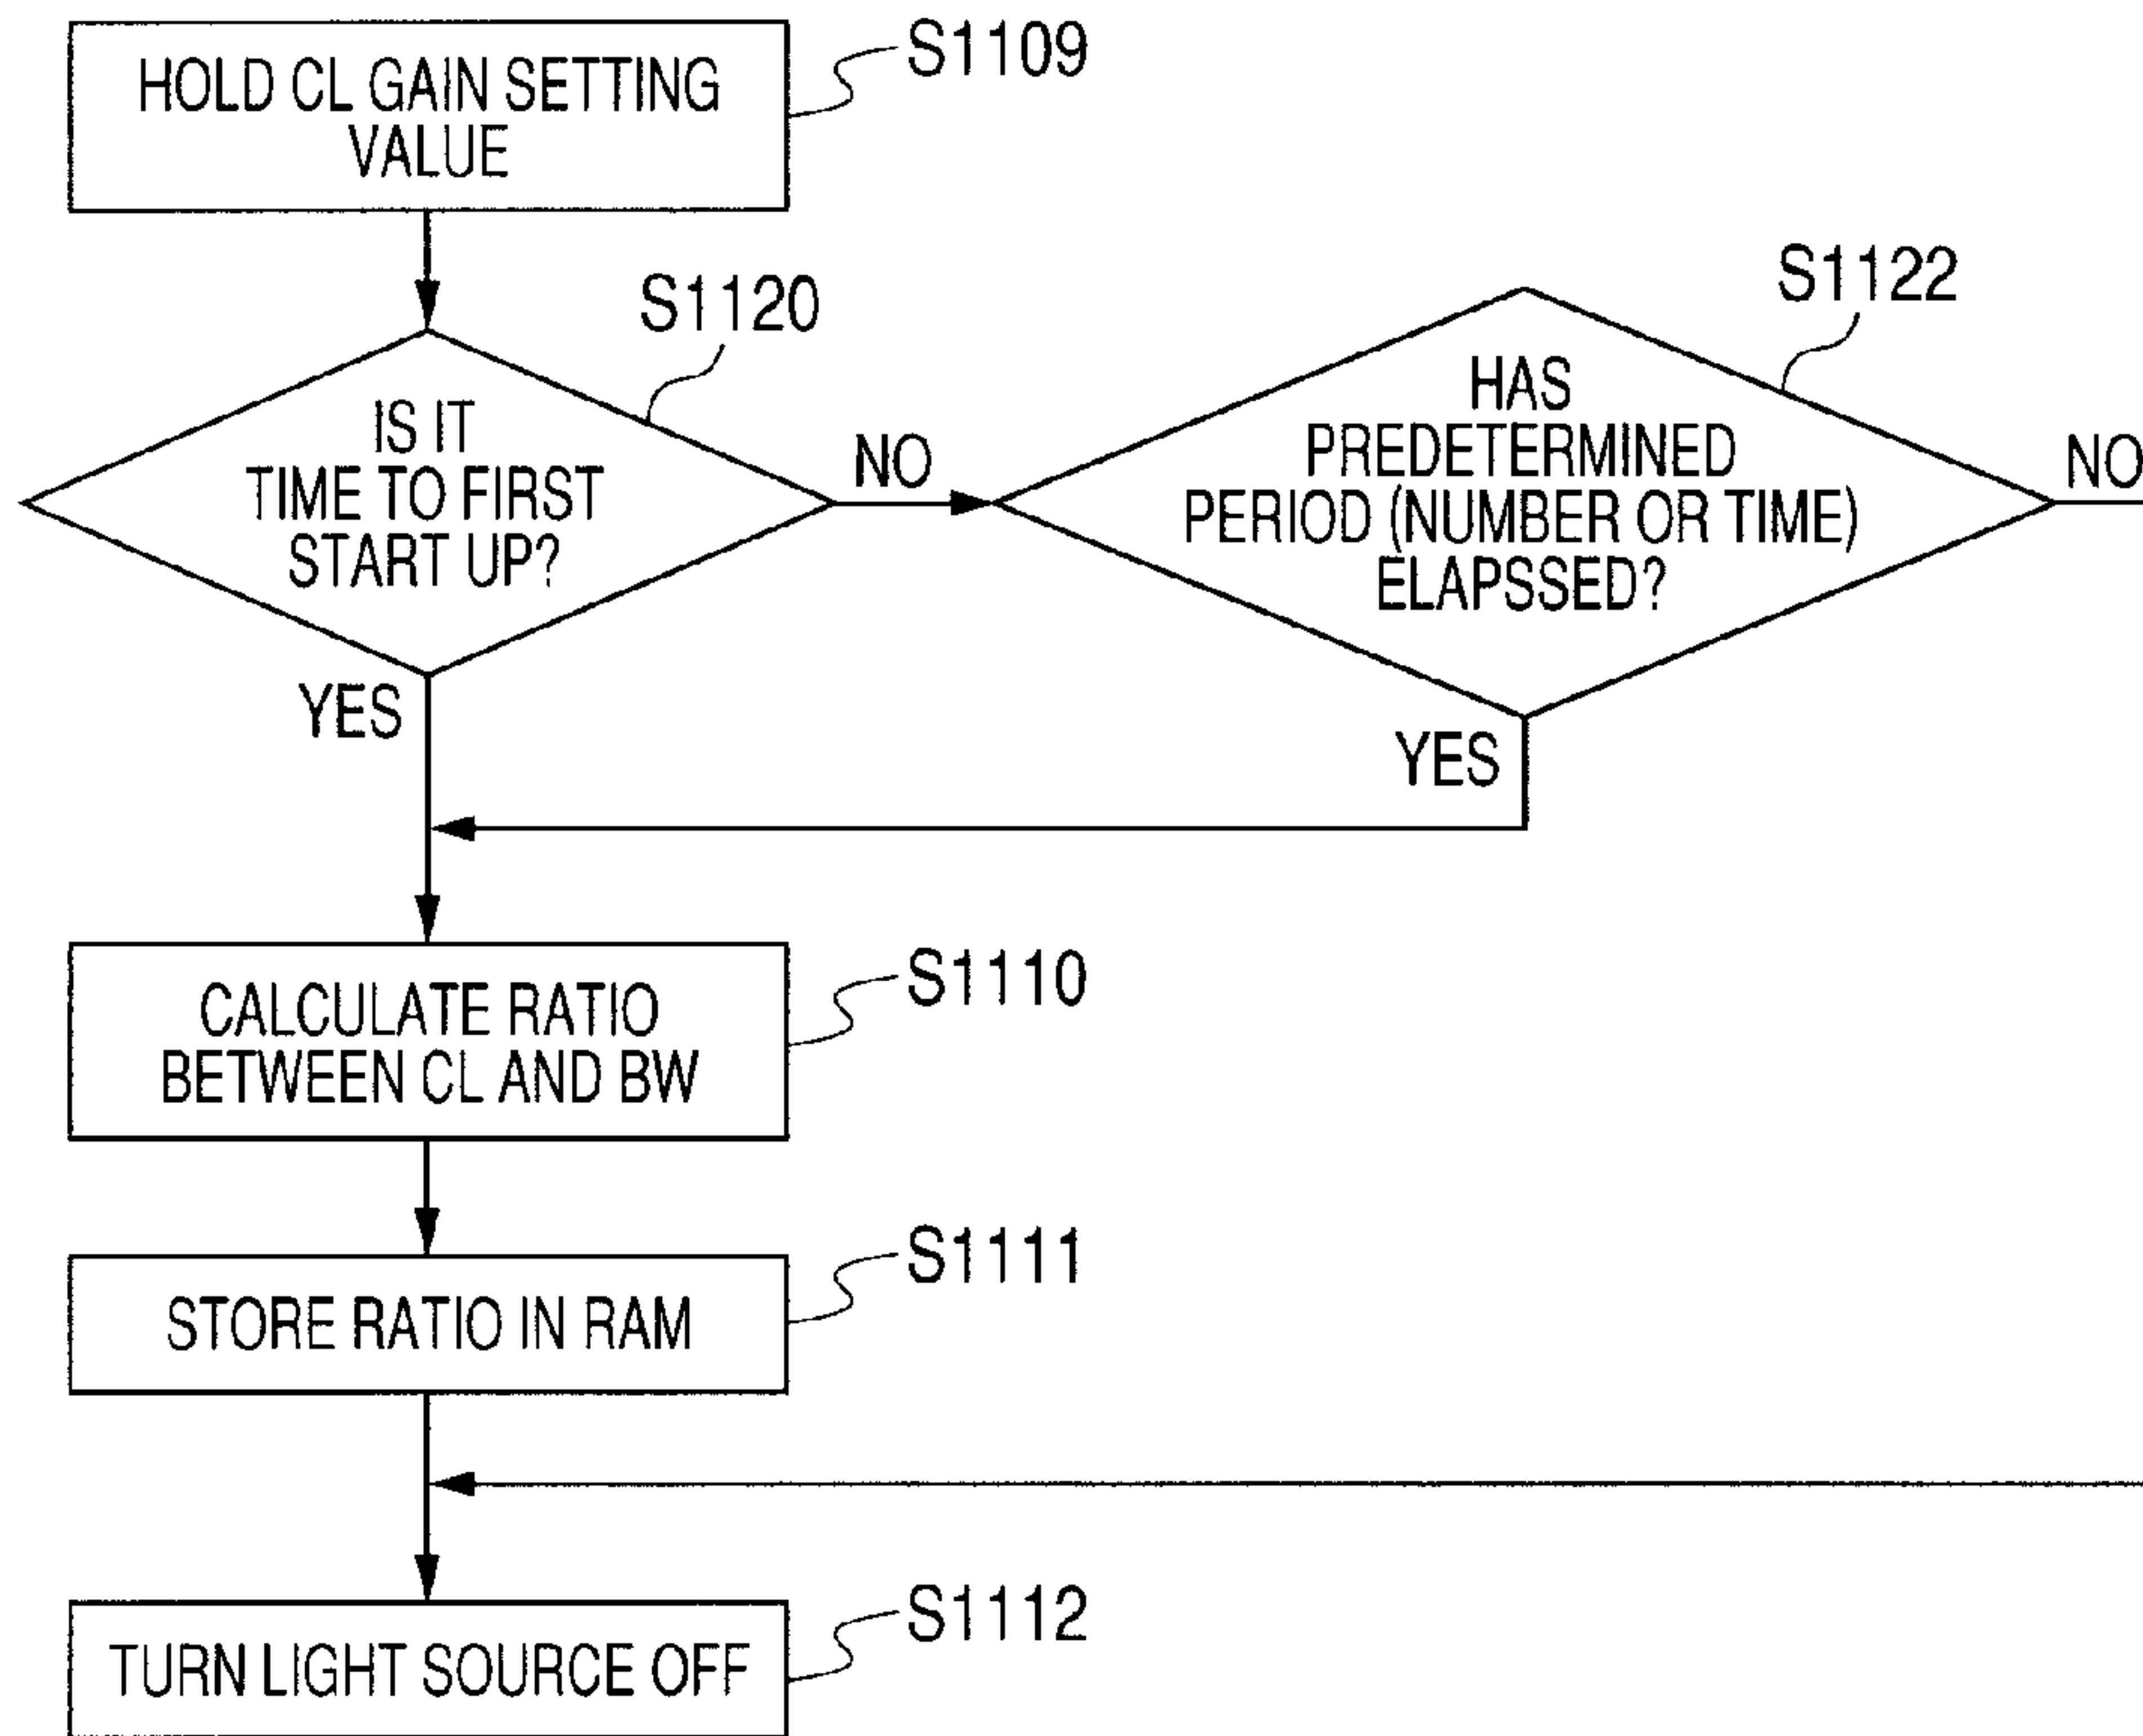 HOLD CL GAIN SETTING
VALUE
S1109
S1120
IS IT
TIME TO FIRST
START UP?
NO
YES
S1122
HAS
PREDETERMINED
PERIOD (NUMBER OR TIME)
ELAPSSED?
NO
YES
CALCULATE RATIO
BETWEEN CL AND BW
S1110
STORE RATIO IN RAM
S1111
TURN LIGHT SOURCE OFF
S1112